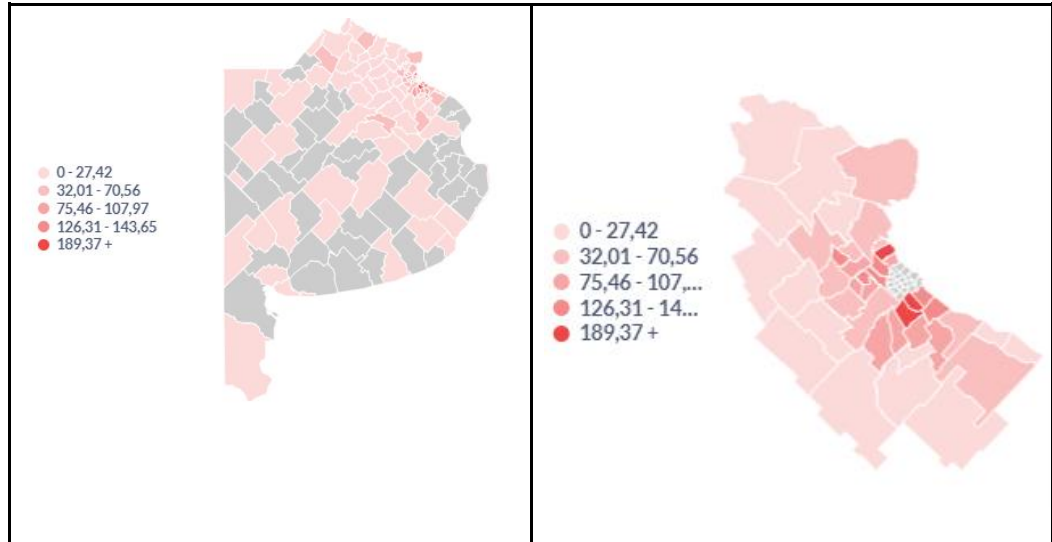 0 - 27,42
32,01 - 70,56
75,46 - 107,97
126,31 - 143,65
189,37 +
0 - 27,42
32,01 - 70,56
75,46 - 107,...
126,31 - 14...
189,37 +